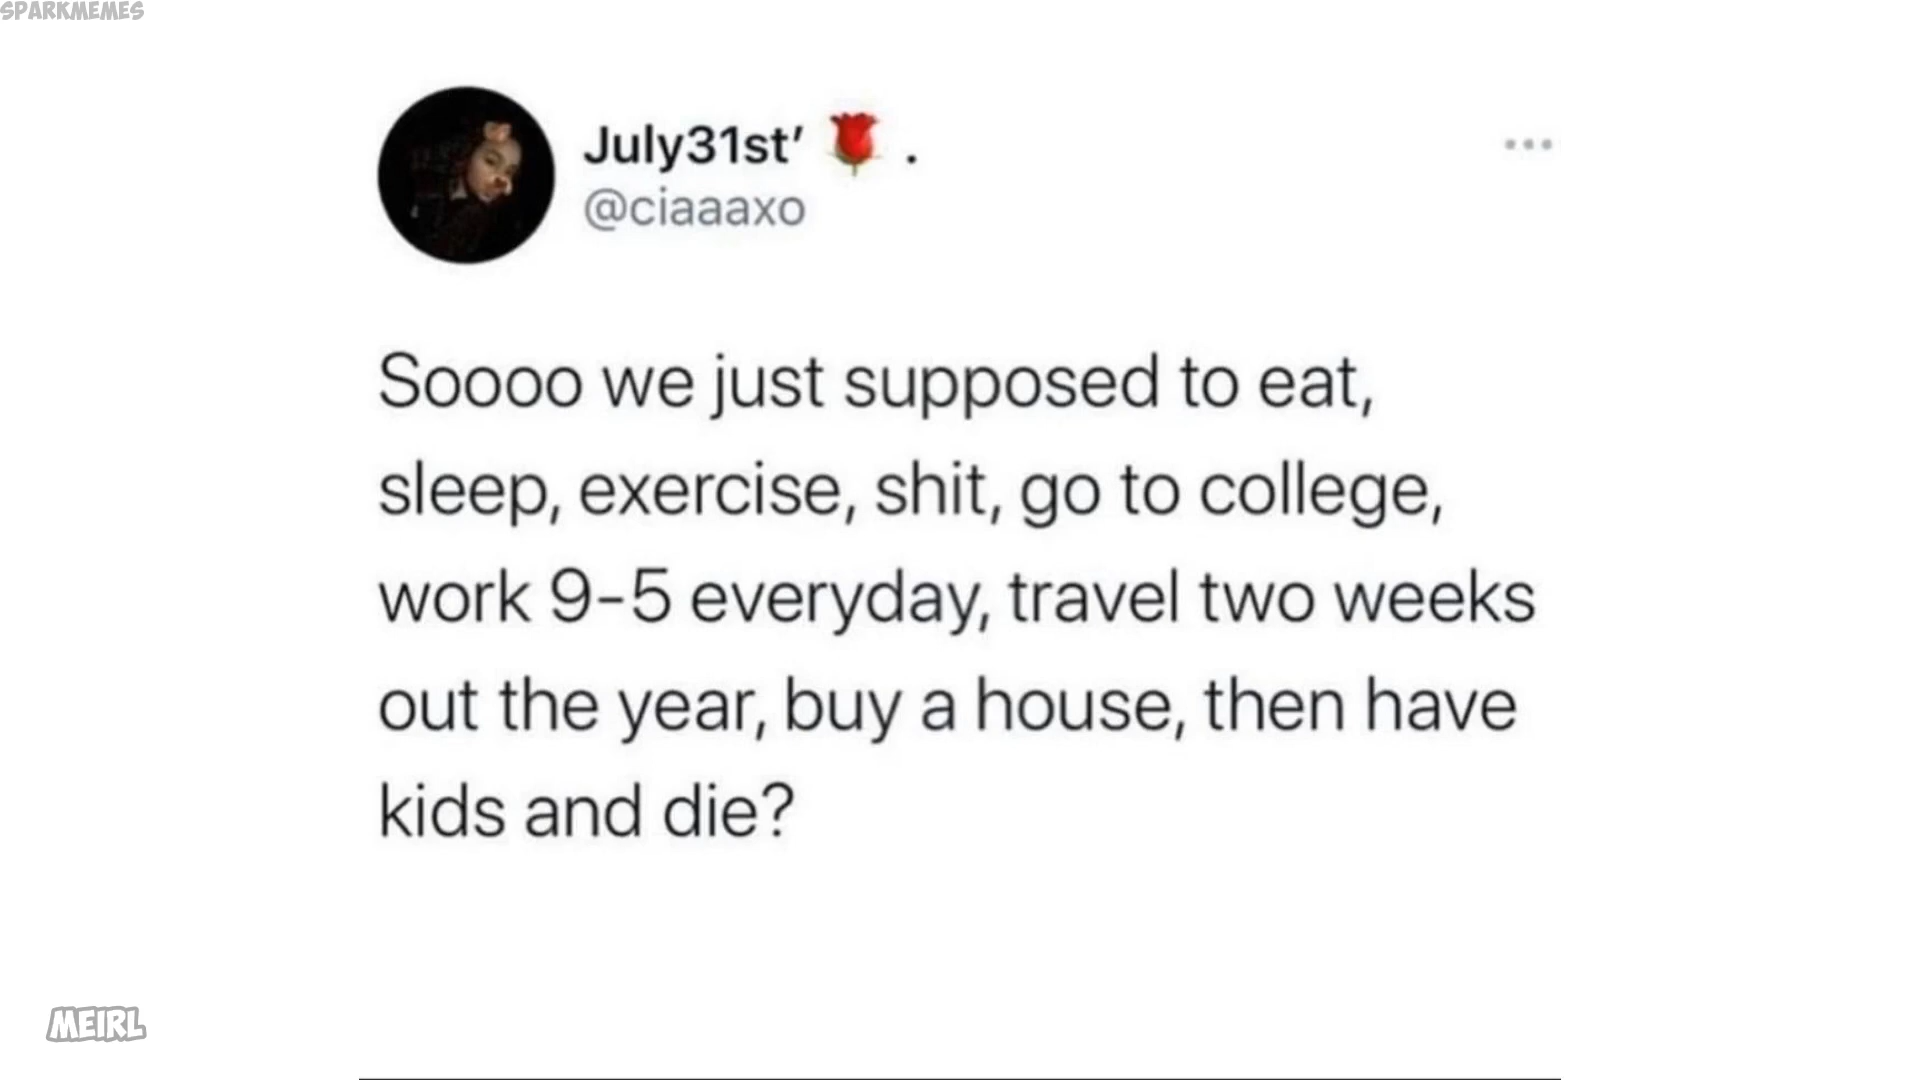 SPARKMEMES
July31st' 🌹 .
@ciaaaxo
Soooo we just supposed to eat,
sleep, exercise, shit, go to college,
work 9-5 everyday, travel two weeks
out the year, buy a house, then have
kids and die?
MEIRL